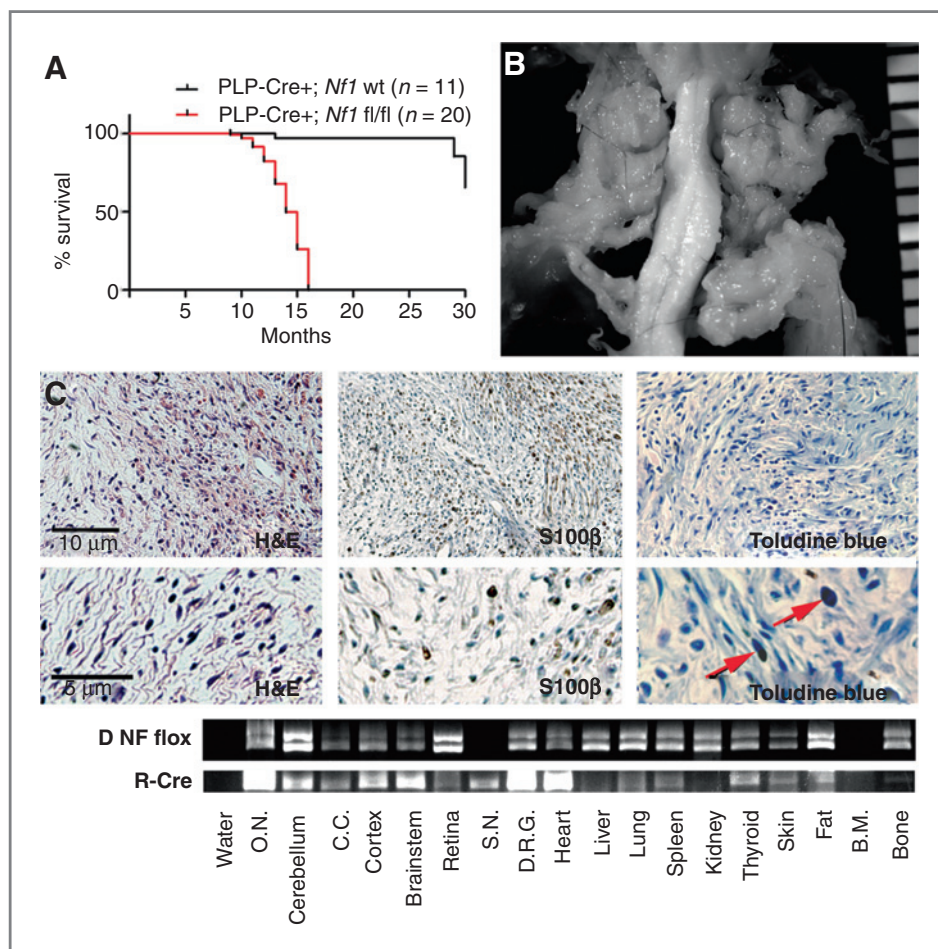 A
PLP-Cre+; Nf1 wt (n = 11)
PLP-Cre+; Nf1 fl/fl (n = 20)
% survival
100
50
0
5
10
15
20
25
30
Months
B
C
10 μm
H&E
S100β
Toludine blue
5 μm
H&E
S100β
Toludine blue
D NF flox
R-Cre
Water
O.N.
Cerebellum
C.C.
Cortex
Brainstem
Retina
S.N.
D.R.G.
Heart
Liver
Lung
Spleen
Kidney
Thyroid
Skin
Fat
B.M.
Bone